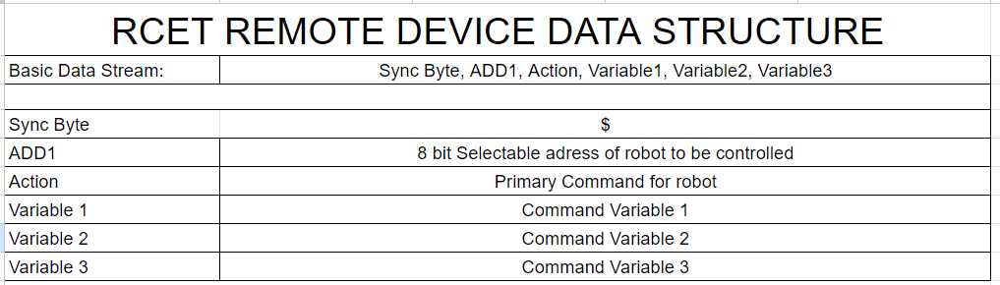 RCET REMOTE DEVICE DATA STRUCTURE
Basic Data Stream: Sync Byte, ADD1, Action, Variable1, Variable2, Variable3
Sync Byte $
ADD1 8 bit Selectable adress of robot to be controlled
Action Primary Command for robot
Variable 1 Command Variable 1
Variable 2 Command Variable 2
Variable 3 Command Variable 3